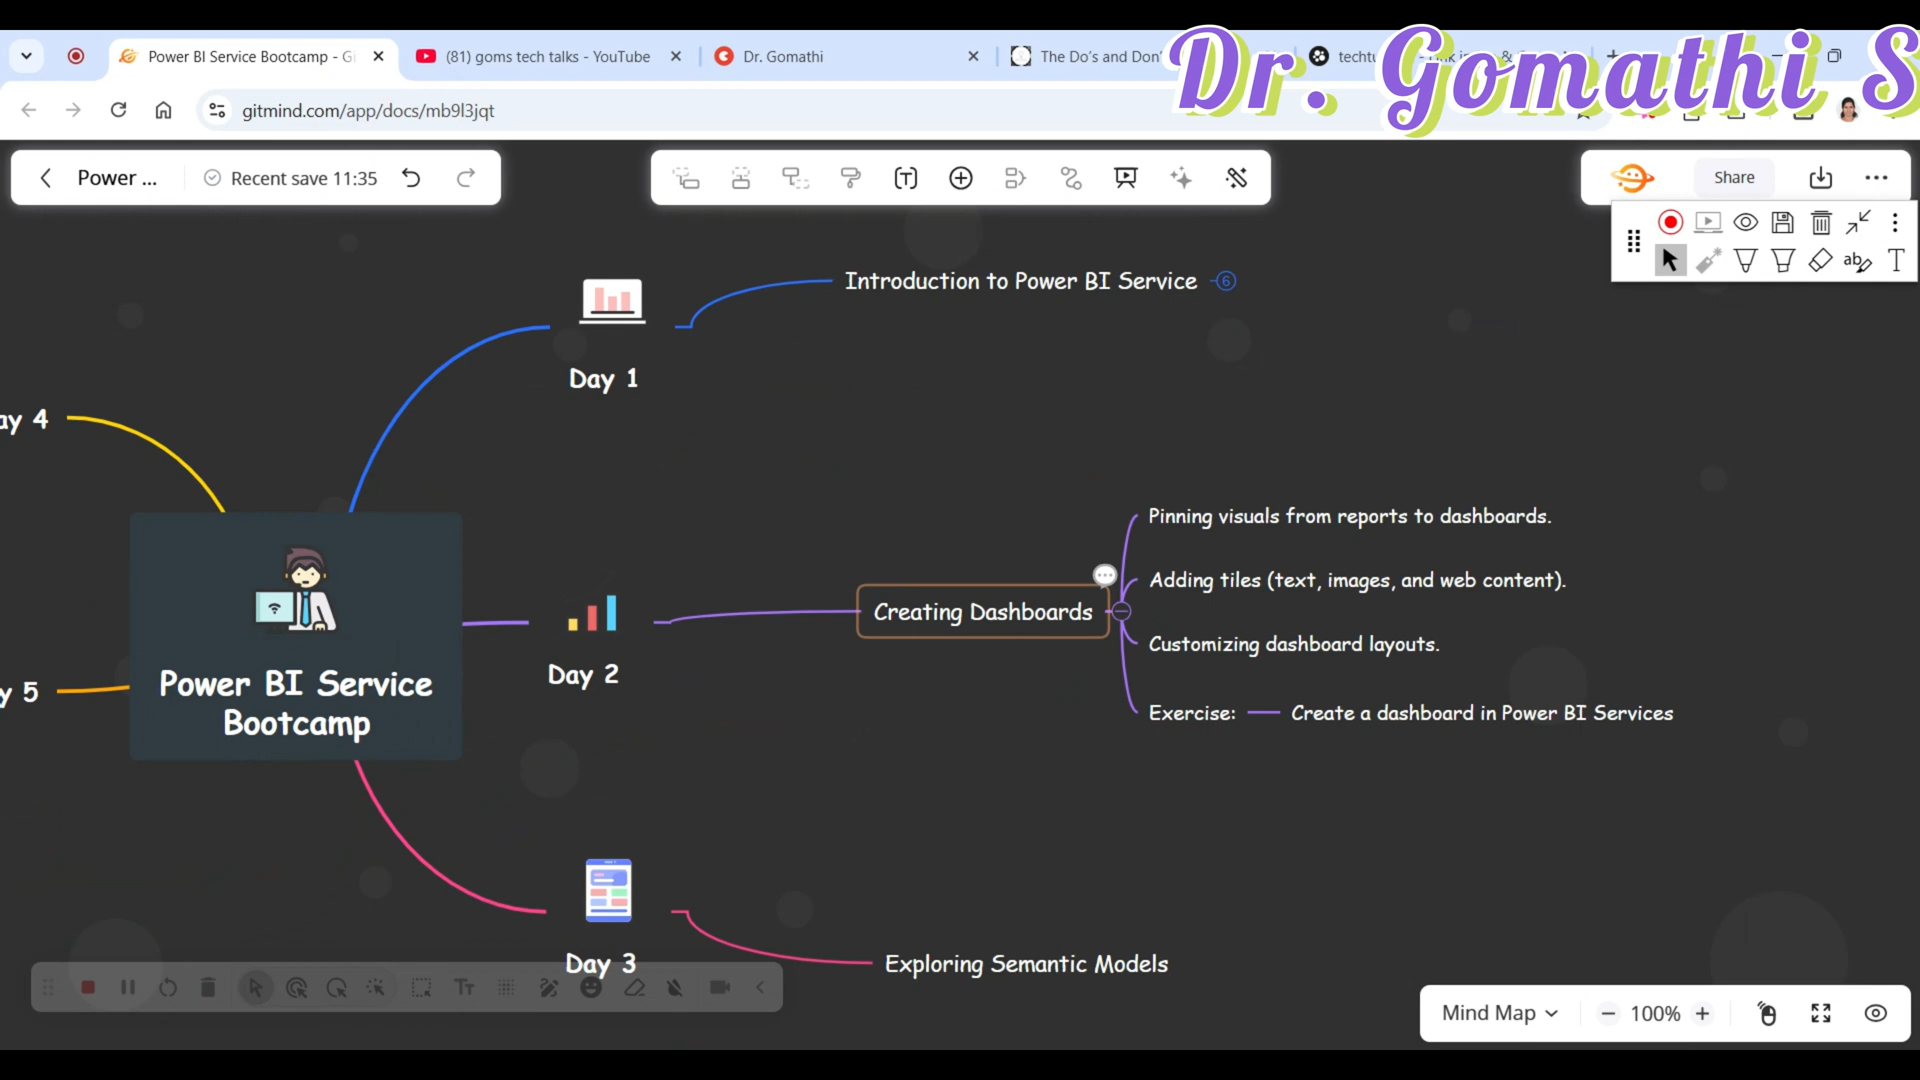 Power BI Service Bootcamp - Gi
(81) goms tech talks - YouTube
Dr. Gomathi
The Do's and Don'
Dr. Gomathi S
gitmind.com/app/docs/mb9l3jqt
Power ...
Recent save 11:35
Share
Introduction to Power BI Service
6
Day 1
ay 4
Pinning visuals from reports to dashboards.
Adding tiles (text, images, and web content).
Creating Dashboards
Customizing dashboard layouts.
Day 2
Power BI Service
Bootcamp
y 5
Exercise:
Create a dashboard in Power BI Services
Day 3
Exploring Semantic Models
Mind Map
100%